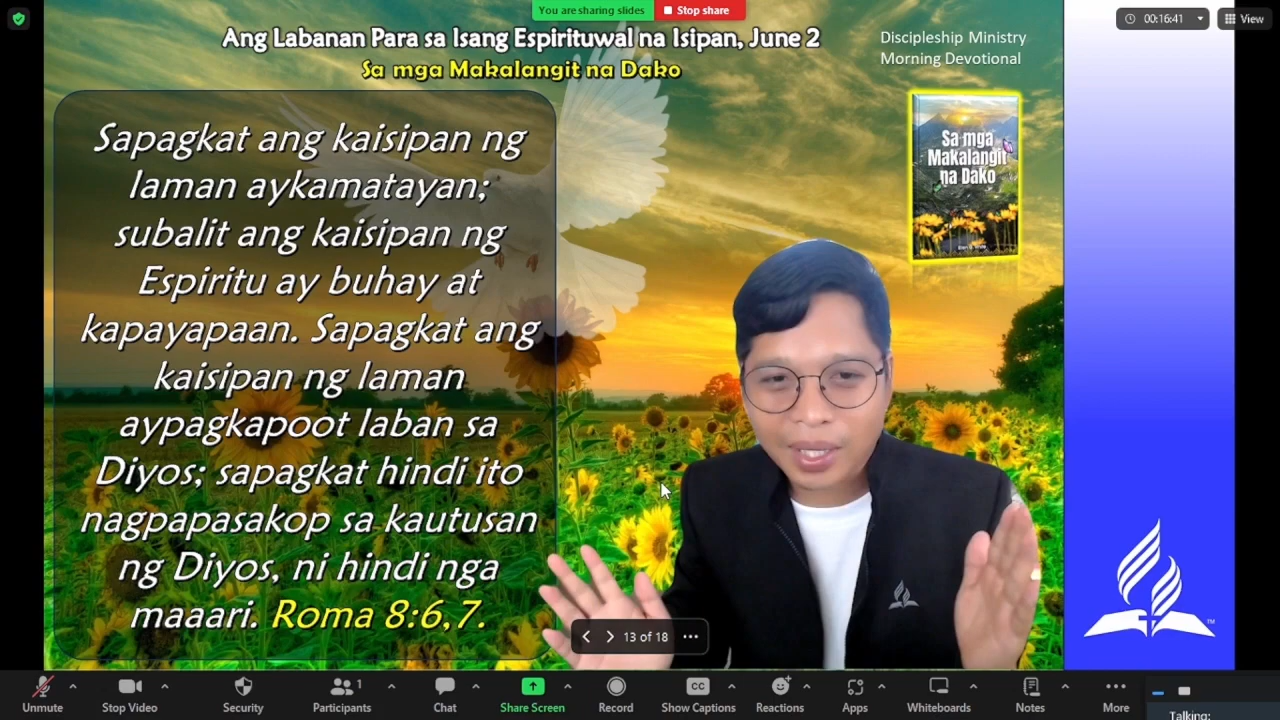 You are sharing slides
Stop share
00:16:41
View
Ang Labanan Para sa Isang Espirituwal na Isipan, June 2
Sa mga Makalangit na Dako
Discipleship Ministry
Morning Devotional
Sa mga
Makalangit
na Dako
Sapagkat ang kaisipan ng
laman aykamatayan;
subalit ang kaisipan ng
Espiritu ay buhay at
kapayapaan. Sapagkat ang
kaisipan ng laman
aypagkapoot laban sa
Diyos; sapagkat hindi ito
nagpapasakop sa kautusan
ng Diyos, ni hindi nga
maaari. Roma 8:6,7.
13 of 18
TM
Unmute
Stop Video
Security
1
Participants
Chat
Share Screen
Record
CC
Show Captions
Reactions
Apps
Whiteboards
Notes
More
Talking: